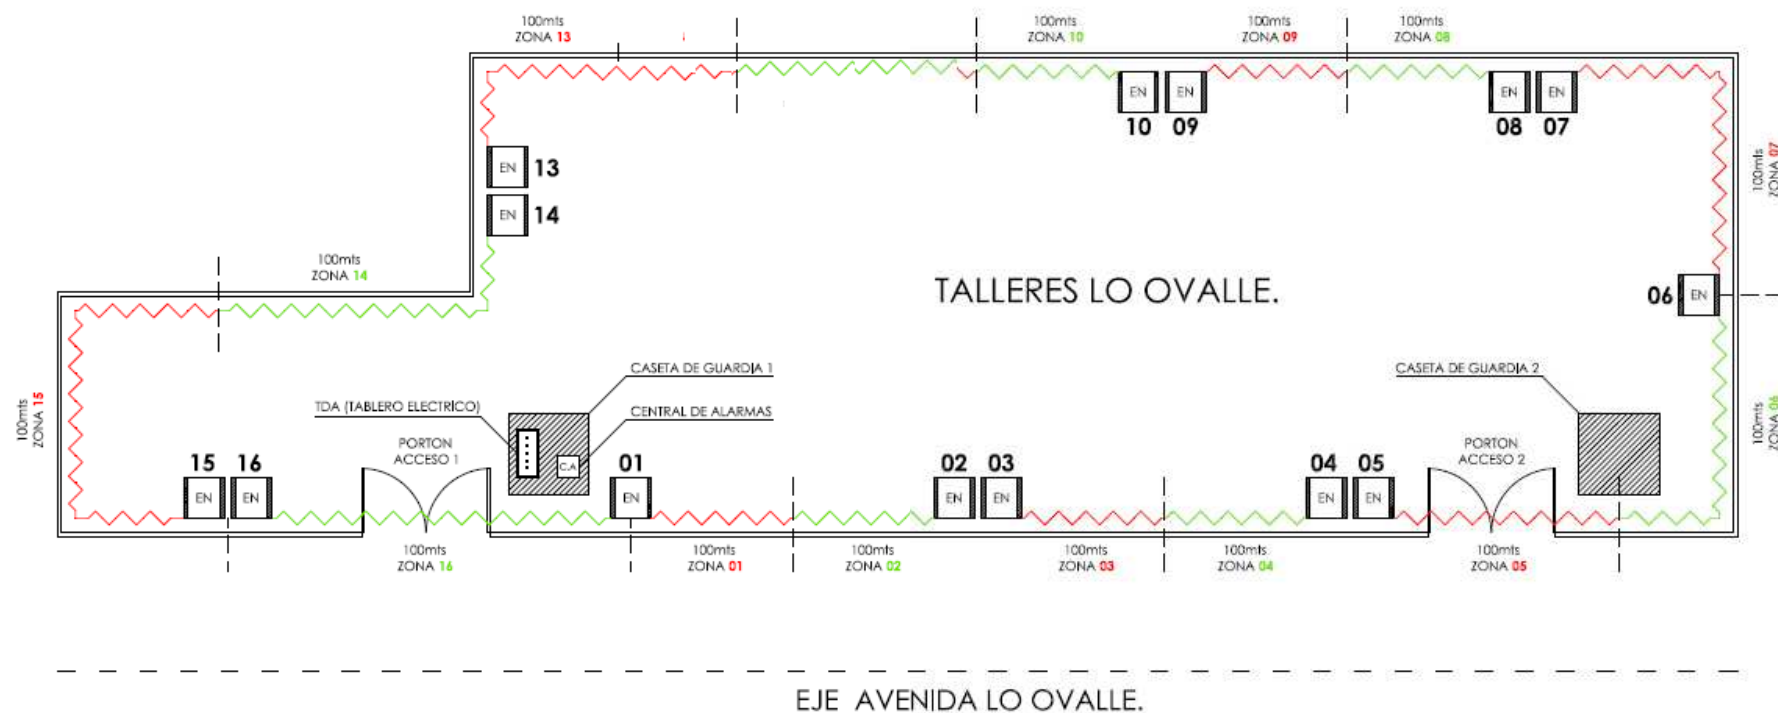 100mts
ZONA 13
100mts
ZONA 10
100mts
ZONA 09
100mts
ZONA 08
EN
10
EN
09
EN
08
EN
07
EN 13
EN 14
100mts
ZONA 07
100mts
ZONA 14
TALLERES LO OVALLE.
06 EN
100mts
ZONA 15
CASETA DE GUARDIA 1
TDA (TABLERO ELECTRÍCO)
CENTRAL DE ALARMAS
C.A
CASETA DE GUARDIA 2
100mts
ZONA 06
PORTON
ACCESO 1
PORTON
ACCESO 2
15
EN
16
EN
01
EN
02
EN
03
EN
04
EN
05
EN
100mts
ZONA 16
100mts
ZONA 01
100mts
ZONA 02
100mts
ZONA 03
100mts
ZONA 04
100mts
ZONA 05
EJE AVENIDA LO OVALLE.